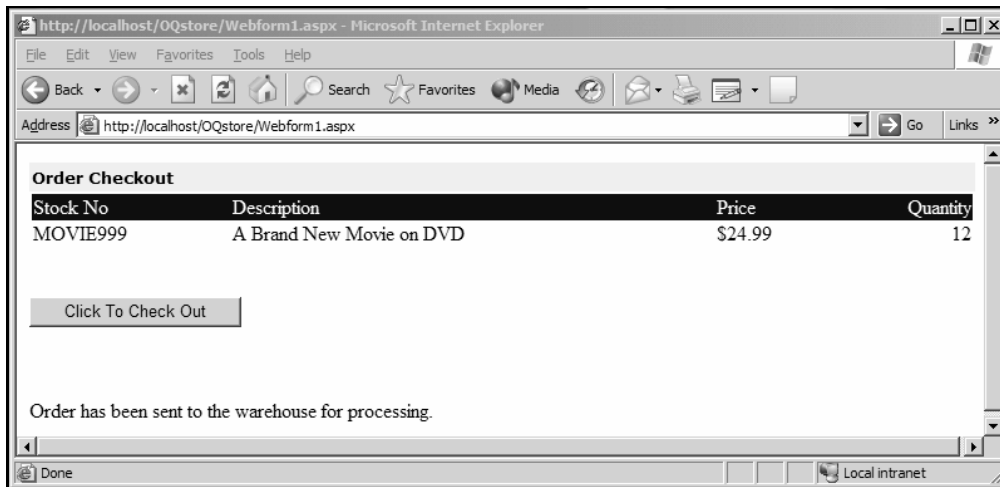 http://localhost/OQstore/Webform1.aspx - Microsoft Internet Explorer
File Edit View Favorites Tools Help
Back Search Favorites Media
Address http://localhost/OQstore/Webform1.aspx Go Links »
Order Checkout
Stock No Description Price Quantity
MOVIE999 A Brand New Movie on DVD $24.99 12
Click To Check Out
Order has been sent to the warehouse for processing.
Done Local intranet